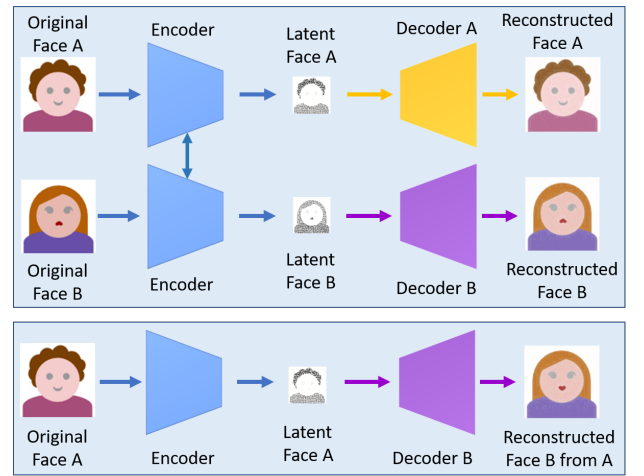 Original
Face A
Encoder
Latent
Face A
Decoder A
Reconstructed
Face A
Original
Face B
Encoder
Latent
Face B
Decoder B
Reconstructed
Face B
Original
Face A
Encoder
Latent
Face A
Decoder B
Reconstructed
Face B from A